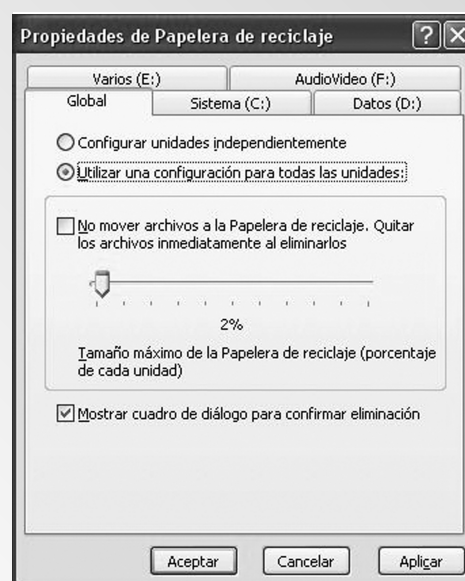 Propiedades de Papelera de reciclaje
Varios (E:)
AudioVideo (F:)
Global
Sistema (C:)
Datos (D:)
Configurar unidades independientemente
Utilizar una configuración para todas las unidades:
No mover archivos a la Papelera de reciclaje. Quitar
los archivos inmediatamente al eliminarlos
2%
Tamaño máximo de la Papelera de reciclaje (porcentaje
de cada unidad)
Mostrar cuadro de diálogo para confirmar eliminación
Aceptar
Cancelar
Aplicar